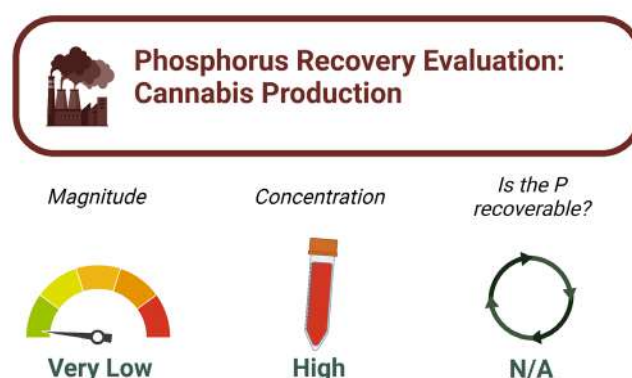 Phosphorus Recovery Evaluation:
Cannabis Production
Magnitude
Concentration
Is the P
recoverable?
Very Low
High
N/A